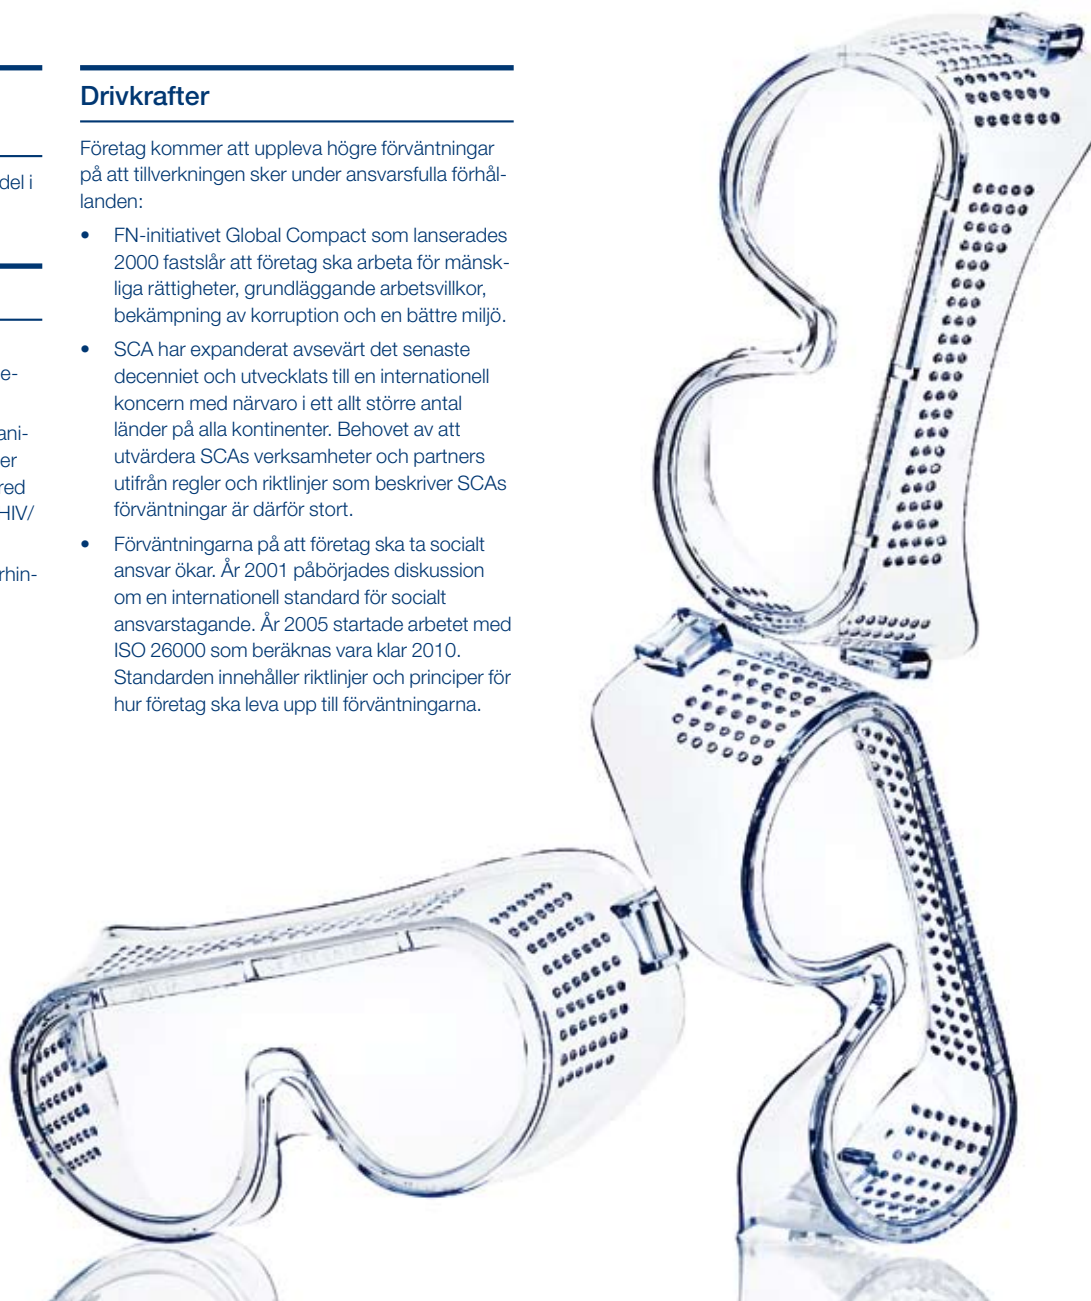 del i
e-
ani-
er
red
HIV/
rhin-
Drivkrafter
Företag kommer att uppleva högre förväntningar
på att tillverkningen sker under ansvarsfulla förhål-
landen:
• FN-initiativet Global Compact som lanserades
2000 fastslår att företag ska arbeta för mänsk-
liga rättigheter, grundläggande arbetsvillkor,
bekämpning av korruption och en bättre miljö.
• SCA har expanderat avsevärt det senaste
decenniet och utvecklats till en internationell
koncern med närvaro i ett allt större antal
länder på alla kontinenter. Behovet av att
utvärdera SCAs verksamheter och partners
utifrån regler och riktlinjer som beskriver SCAs
förväntningar är därför stort.
• Förväntningarna på att företag ska ta socialt
ansvar ökar. År 2001 påbörjades diskussion
om en internationell standard för socialt
ansvarstagande. År 2005 startade arbetet med
ISO 26000 som beräknas vara klar 2010.
Standarden innehåller riktlinjer och principer för
hur företag ska leva upp till förväntningarna.